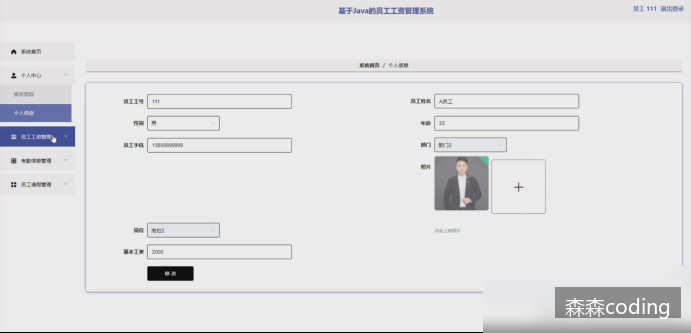 基于Java的员工工资管理系统
员工 111 退出登录
系统首页
个人中心
修改密码
个人信息
员工工资管理
考勤信息管理
员工请假管理
系统首页 / 个人信息
员工工号 111
员工姓名 A员工
性别 男
年龄 22
员工手机 13899999999
部门 部门2
照片
岗位 岗位2
点击上传照片
基本工资 2000
修改
森森coding